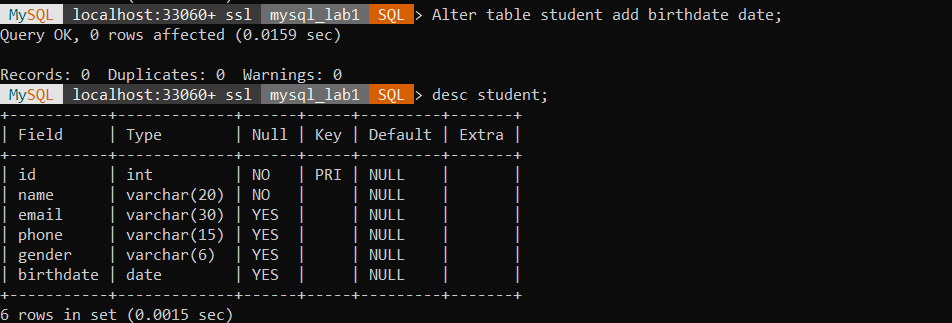 MySQL localhost:33060+ ssl mysql_lab1 SQL > Alter table student add birthdate date;
Query OK, 0 rows affected (0.0159 sec)
Records: 0  Duplicates: 0  Warnings: 0
MySQL localhost:33060+ ssl mysql_lab1 SQL > desc student;
+-----------+-------------+------+-----+---------+-------+
| Field     | Type        | Null | Key | Default | Extra |
+-----------+-------------+------+-----+---------+-------+
| id        | int         | NO   | PRI | NULL    |       |
| name      | varchar(20) | NO   |     | NULL    |       |
| email     | varchar(30) | YES  |     | NULL    |       |
| phone     | varchar(15) | YES  |     | NULL    |       |
| gender    | varchar(6)  | YES  |     | NULL    |       |
| birthdate | date        | YES  |     | NULL    |       |
+-----------+-------------+------+-----+---------+-------+
6 rows in set (0.0015 sec)